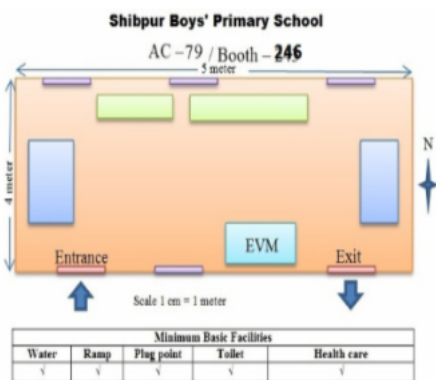 Shibpur Boys' Primary School
AC –79 / Booth – 246
5 meter
4 meter
N
EVM
Entrance
Exit
Scale 1 cm = 1 meter
Minimum Basic Facilities
Water Ramp Plug point Toilet Health care
√ √ √ √ √